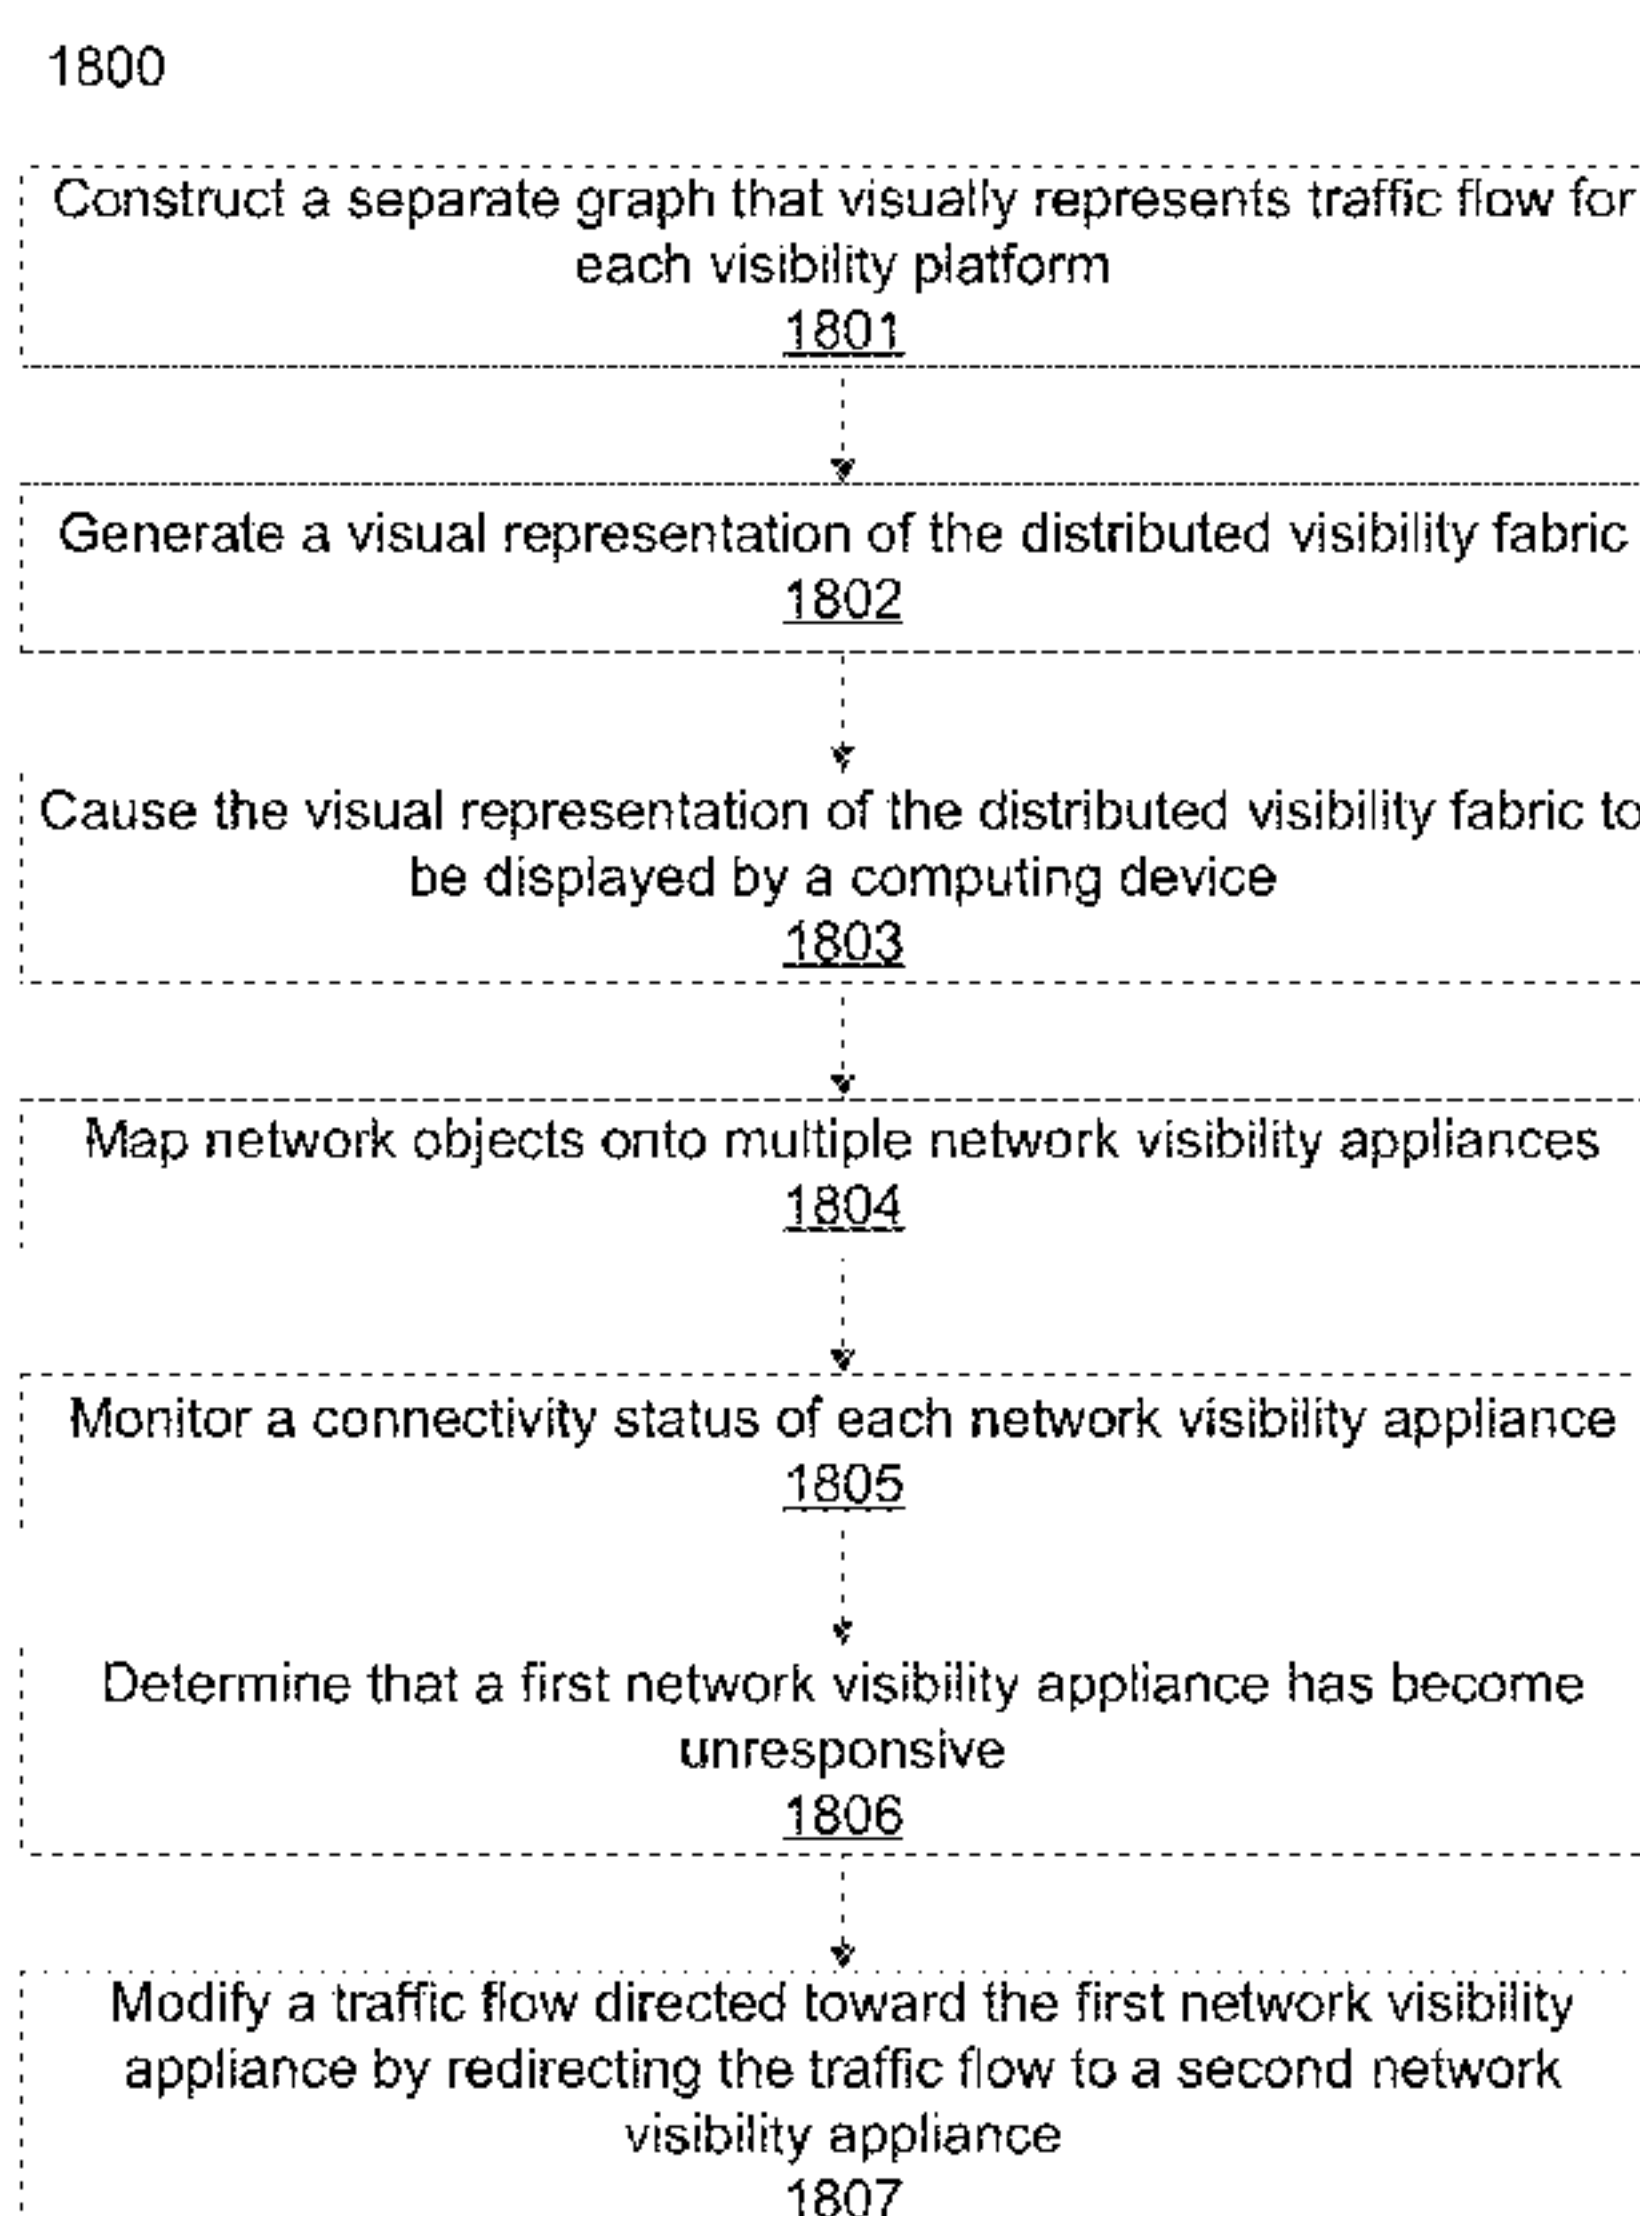 1800
Construct a separate graph that visually represents traffic flow for
each visibility platform
1801
Generate a visual representation of the distributed visibility fabric
1802
Cause the visual representation of the distributed visibility fabric to
be displayed by a computing device
1803
Map network objects onto multiple network visibility appliances
1804
Monitor a connectivity status of each network visibility appliance
1805
Determine that a first network visibility appliance has become
unresponsive
1806
Modify a traffic flow directed toward the first network visibility
appliance by redirecting the traffic flow to a second network
visibility appliance
1807